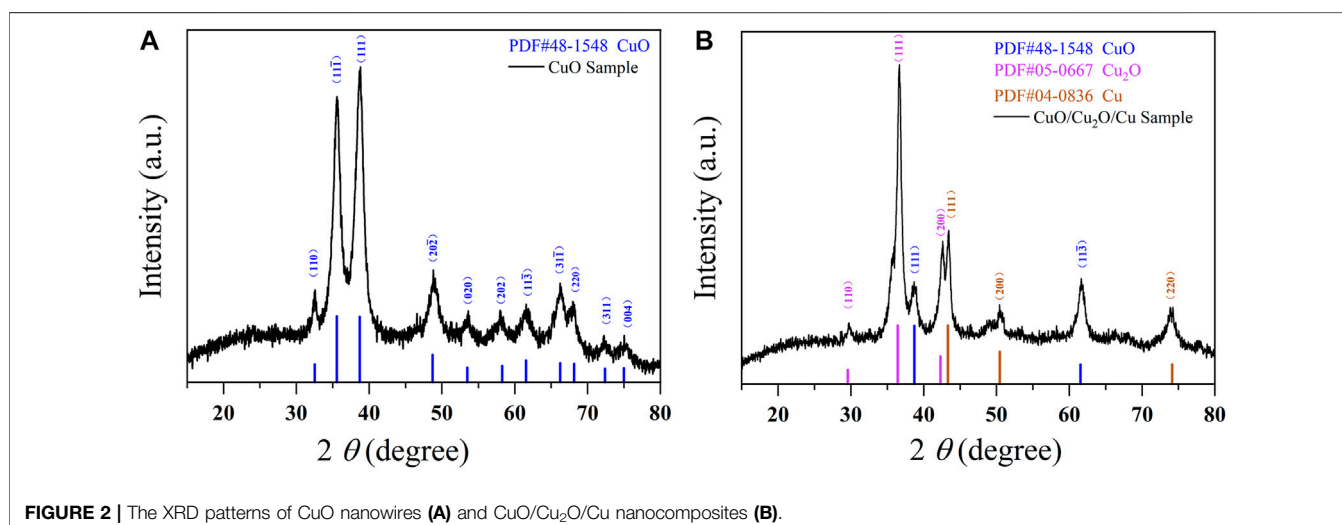 A
PDF#48-1548 CuO
CuO Sample
(110)
(11̄1̄)
(111)
(202̄)
(020)
(202)
(113̄)
(311̄)
(220)
(311)
(004)
Intensity (a.u.)
20 30 40 50 60 70 80
2 θ (degree)
B
PDF#48-1548 CuO
PDF#05-0667 Cu₂O
PDF#04-0836 Cu
CuO/Cu₂O/Cu Sample
(110)
(111)
(111)
(200)
(111)
(200)
(113̄)
(220)
Intensity (a.u.)
20 30 40 50 60 70 80
2 θ (degree)
FIGURE 2 | The XRD patterns of CuO nanowires (A) and CuO/Cu₂O/Cu nanocomposites (B).